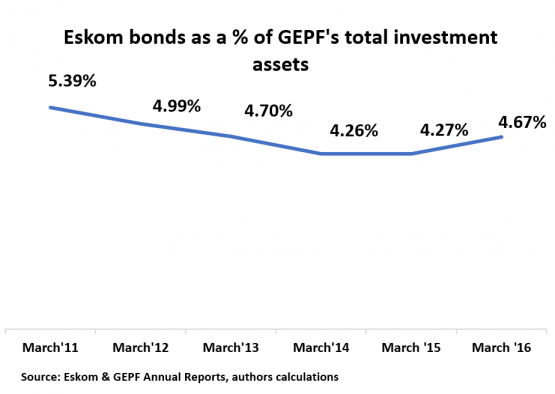 Eskom bonds as a % of GEPF's total investment
assets
5.39%
4.99%
4.70%
4.26%
4.27%
4.67%
March'11
March'12
March'13
March'14
March '15
March '16
Source: Eskom & GEPF Annual Reports, authors calculations